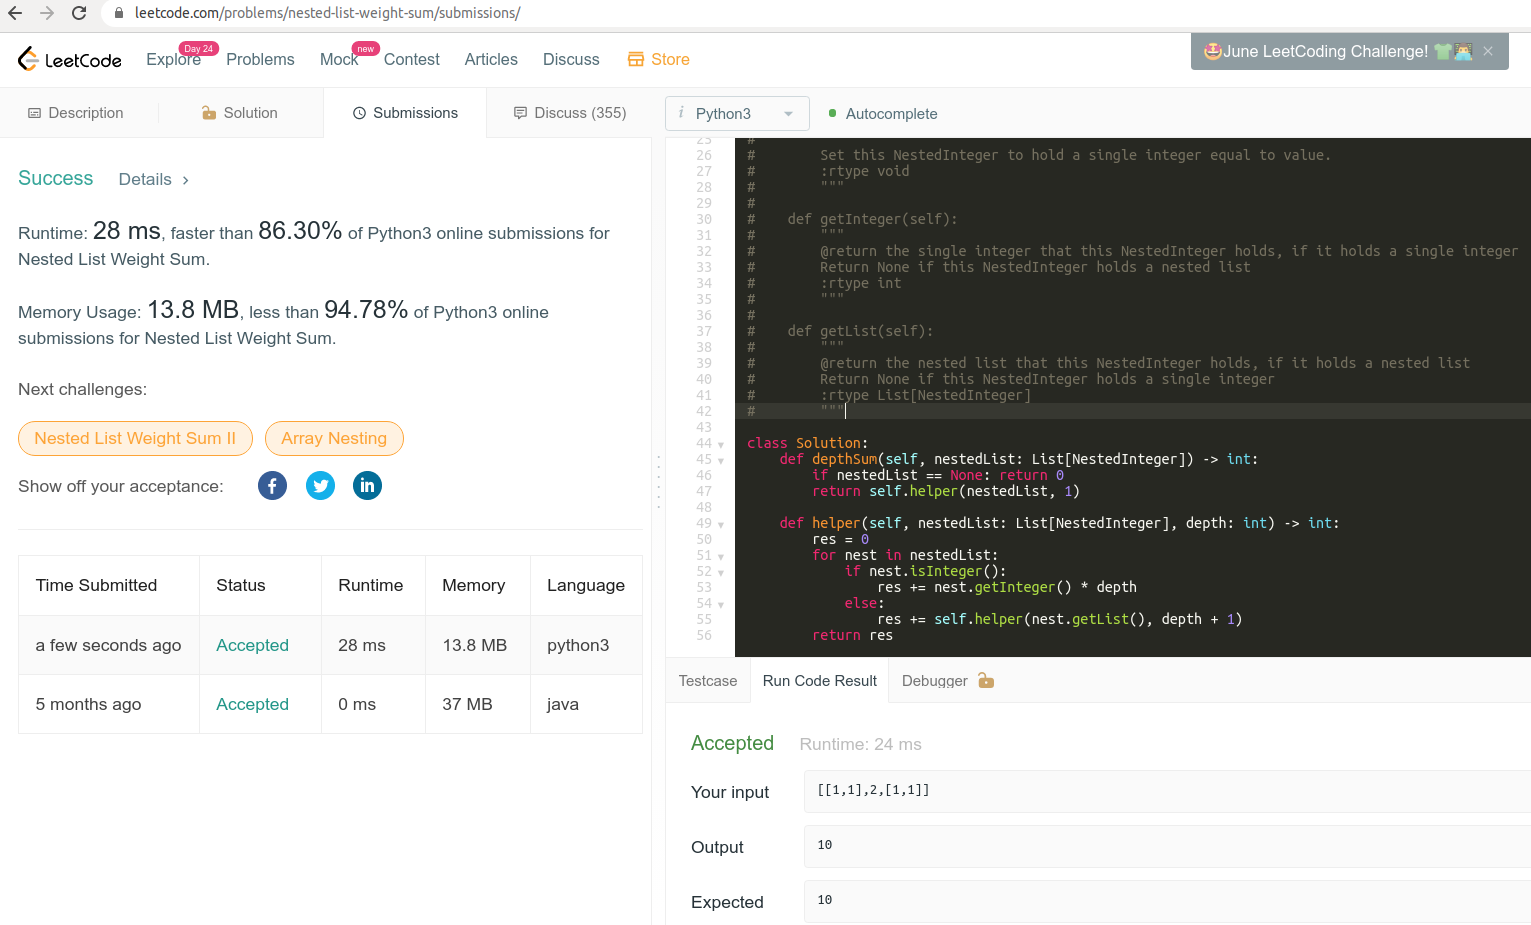 leetcode.com/problems/nested-list-weight-sum/submissions/
LeetCode
Explore
Day 24
Problems
Mock
new
Contest
Articles
Discuss
Store
🤩June LeetCoding Challenge! 👕👨‍💻 ×
Description
Solution
Submissions
Discuss (355)
i Python3
Autocomplete
Success
Details ›
Runtime: 28 ms, faster than 86.30% of Python3 online submissions for
Nested List Weight Sum.
Memory Usage: 13.8 MB, less than 94.78% of Python3 online
submissions for Nested List Weight Sum.
Next challenges:
Nested List Weight Sum II
Array Nesting
Show off your acceptance:
Time Submitted Status Runtime Memory Language
a few seconds ago Accepted 28 ms 13.8 MB python3
5 months ago Accepted 0 ms 37 MB java
25 #
26 #        Set this NestedInteger to hold a single integer equal to value.
27 #        :rtype void
28 #        """
29 #
30 #    def getInteger(self):
31 #        """
32 #        @return the single integer that this NestedInteger holds, if it holds a single integer
33 #        Return None if this NestedInteger holds a nested list
34 #        :rtype int
35 #        """
36 #
37 #    def getList(self):
38 #        """
39 #        @return the nested list that this NestedInteger holds, if it holds a nested list
40 #        Return None if this NestedInteger holds a single integer
41 #        :rtype List[NestedInteger]
42 #        """
43
44 class Solution:
45     def depthSum(self, nestedList: List[NestedInteger]) -> int:
46         if nestedList == None: return 0
47         return self.helper(nestedList, 1)
48
49     def helper(self, nestedList: List[NestedInteger], depth: int) -> int:
50         res = 0
51         for nest in nestedList:
52             if nest.isInteger():
53                 res += nest.getInteger() * depth
54             else:
55                 res += self.helper(nest.getList(), depth + 1)
56         return res
Testcase
Run Code Result
Debugger
Accepted
Runtime: 24 ms
Your input
[[1,1],2,[1,1]]
Output
10
Expected
10